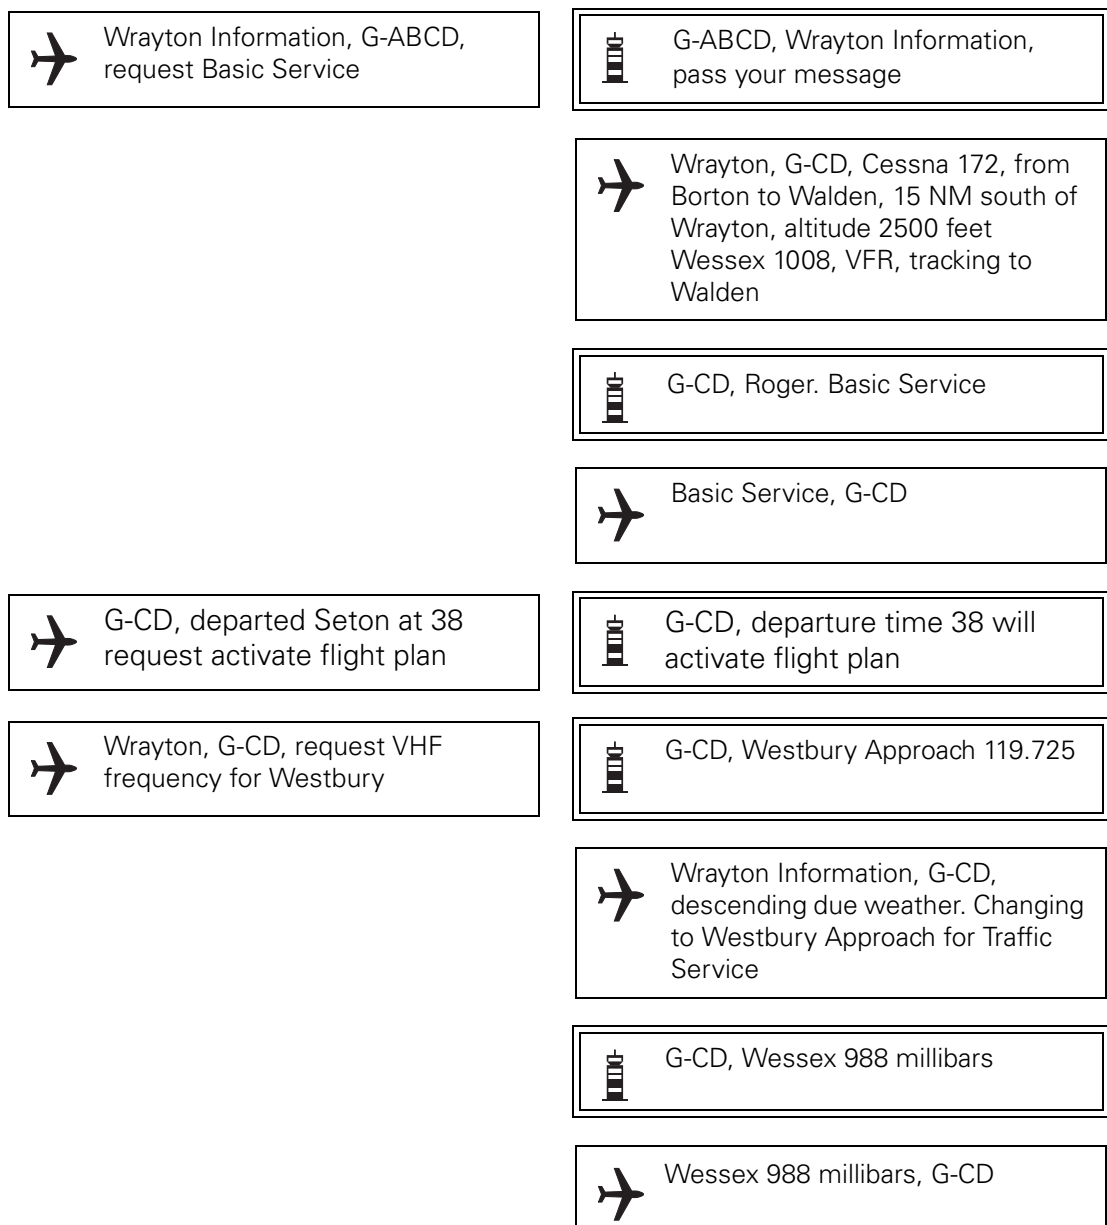 Wrayton Information, G-ABCD,
request Basic Service
G-ABCD, Wrayton Information,
pass your message
Wrayton, G-CD, Cessna 172, from
Borton to Walden, 15 NM south of
Wrayton, altitude 2500 feet
Wessex 1008, VFR, tracking to
Walden
G-CD, Roger. Basic Service
Basic Service, G-CD
G-CD, departed Seton at 38
request activate flight plan
G-CD, departure time 38 will
activate flight plan
Wrayton, G-CD, request VHF
frequency for Westbury
G-CD, Westbury Approach 119.725
Wrayton Information, G-CD,
descending due weather. Changing
to Westbury Approach for Traffic
Service
G-CD, Wessex 988 millibars
Wessex 988 millibars, G-CD